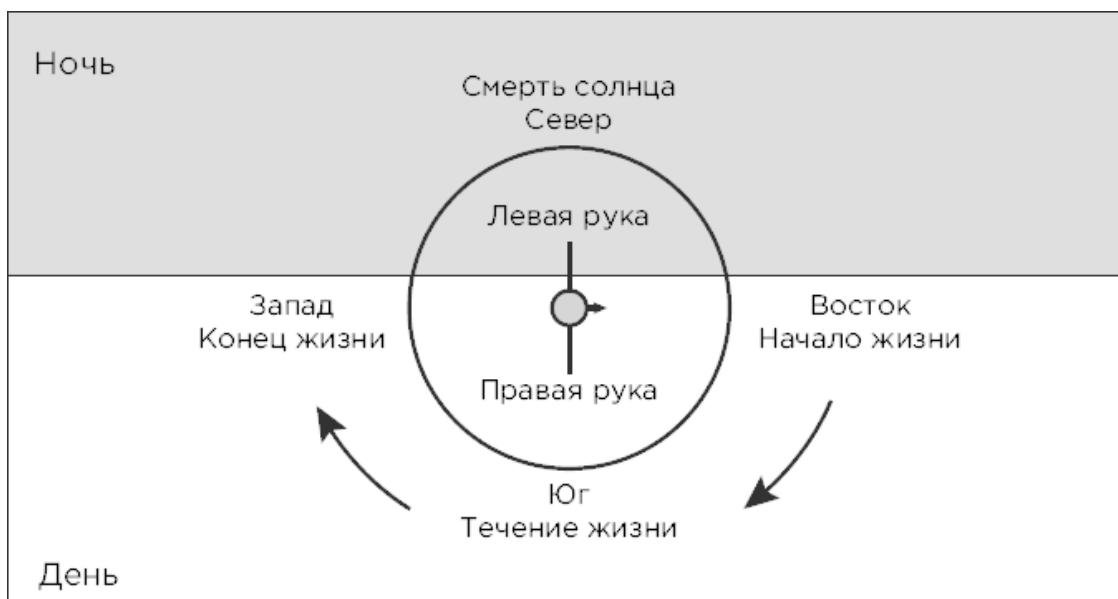 Ночь
Смерть солнца
Север
Левая рука
Запад
Конец жизни
Восток
Начало жизни
Правая рука
Юг
Течение жизни
День